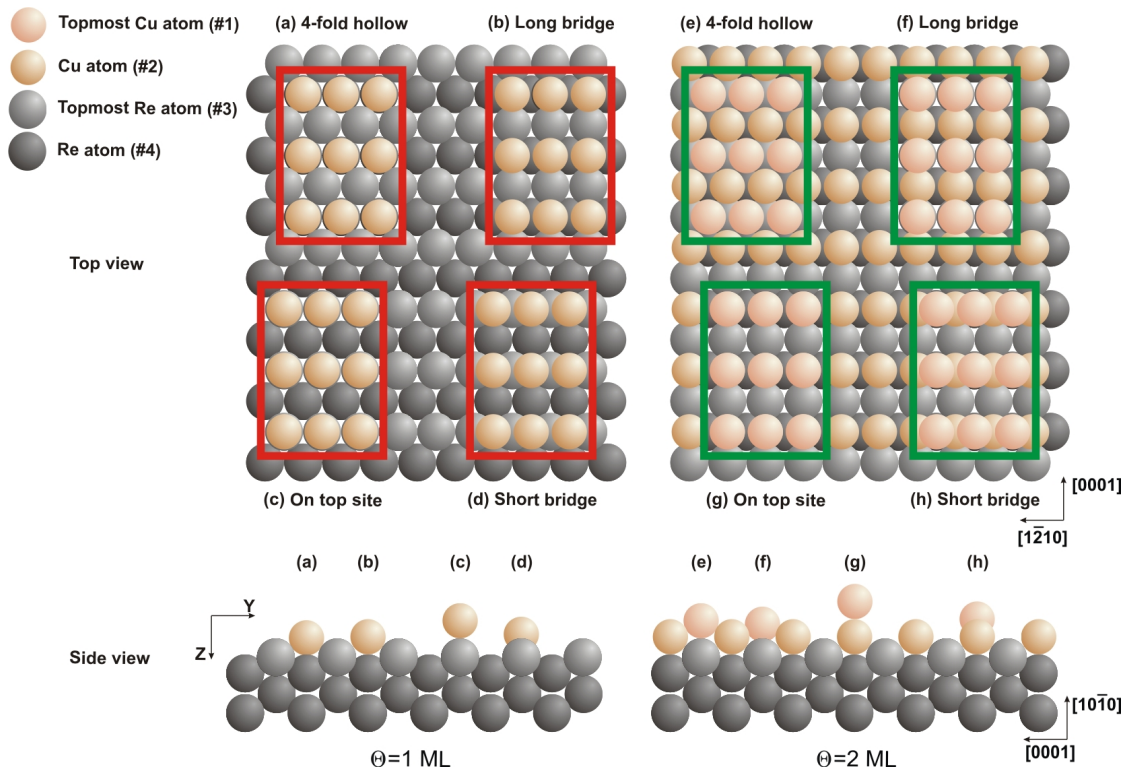 Topmost Cu atom (#1)
Cu atom (#2)
Topmost Re atom (#3)
Re atom (#4)
(a) 4-fold hollow
(b) Long bridge
(e) 4-fold hollow
(f) Long bridge
Top view
(c) On top site
(d) Short bridge
(g) On top site
(h) Short bridge
[0001]
[12̅10]
(a)
(b)
(c)
(d)
(e)
(f)
(g)
(h)
Y
Z
Side view
[101̅0]
[0001]
Θ=1 ML
Θ=2 ML